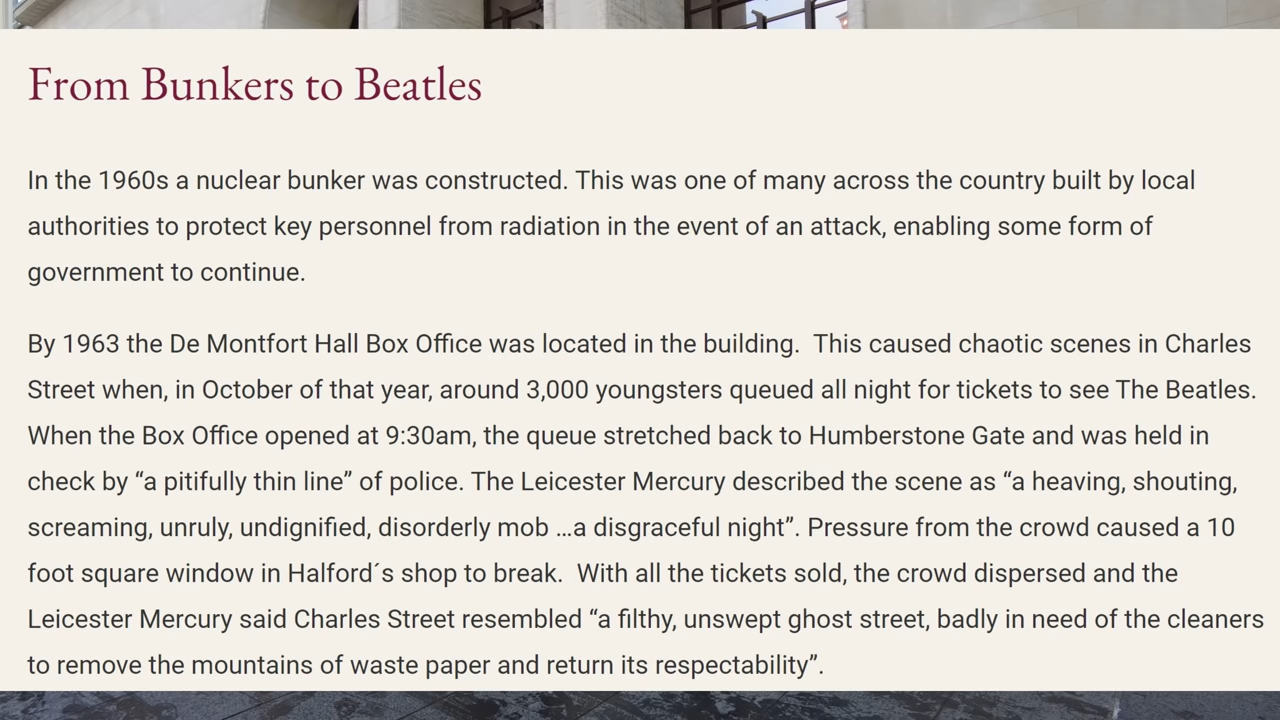 From Bunkers to Beatles
In the 1960s a nuclear bunker was constructed. This was one of many across the country built by local
authorities to protect key personnel from radiation in the event of an attack, enabling some form of
government to continue.
By 1963 the De Montfort Hall Box Office was located in the building.  This caused chaotic scenes in Charles
Street when, in October of that year, around 3,000 youngsters queued all night for tickets to see The Beatles.
When the Box Office opened at 9:30am, the queue stretched back to Humberstone Gate and was held in
check by “a pitifully thin line” of police. The Leicester Mercury described the scene as “a heaving, shouting,
screaming, unruly, undignified, disorderly mob …a disgraceful night”. Pressure from the crowd caused a 10
foot square window in Halford´s shop to break.  With all the tickets sold, the crowd dispersed and the
Leicester Mercury said Charles Street resembled “a filthy, unswept ghost street, badly in need of the cleaners
to remove the mountains of waste paper and return its respectability”.